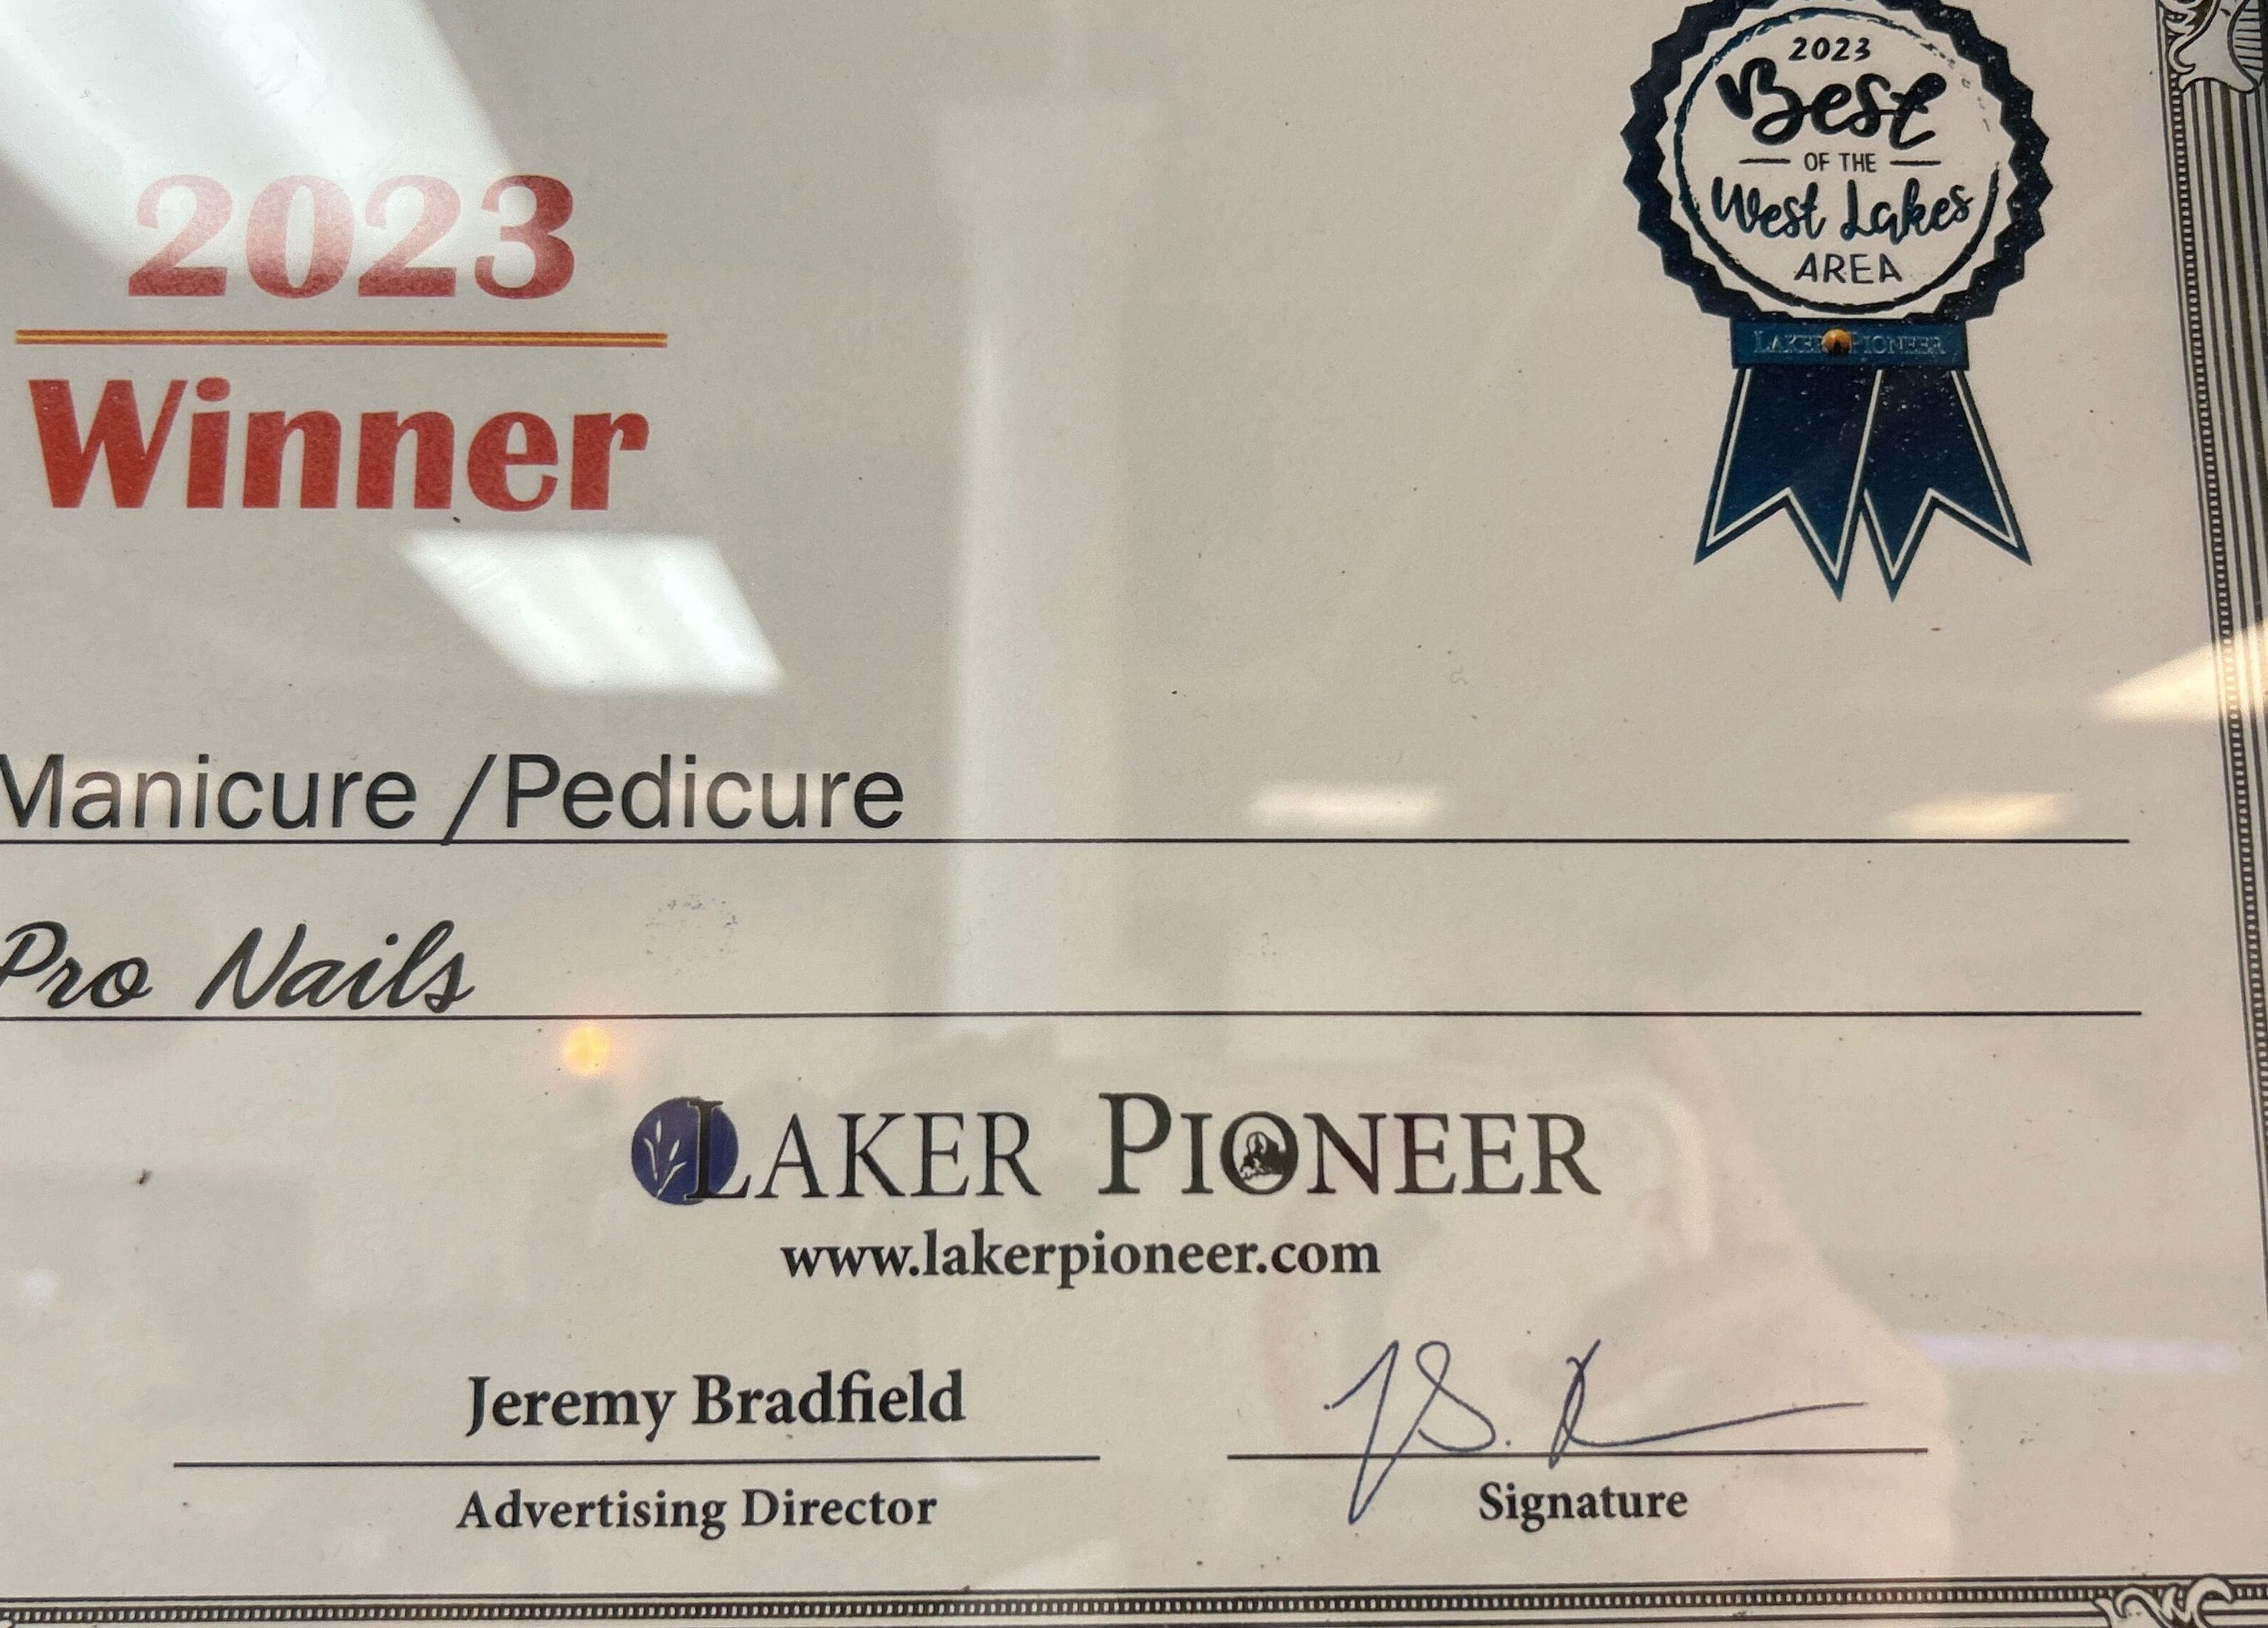 2023
Best
OF THE
West Lakes
AREA
LAKER PIONEER
2023
Winner
Manicure /Pedicure
Pro Nails
LAKER PIONEER
www.lakerpioneer.com
Jeremy Bradfield
Advertising Director
Signature